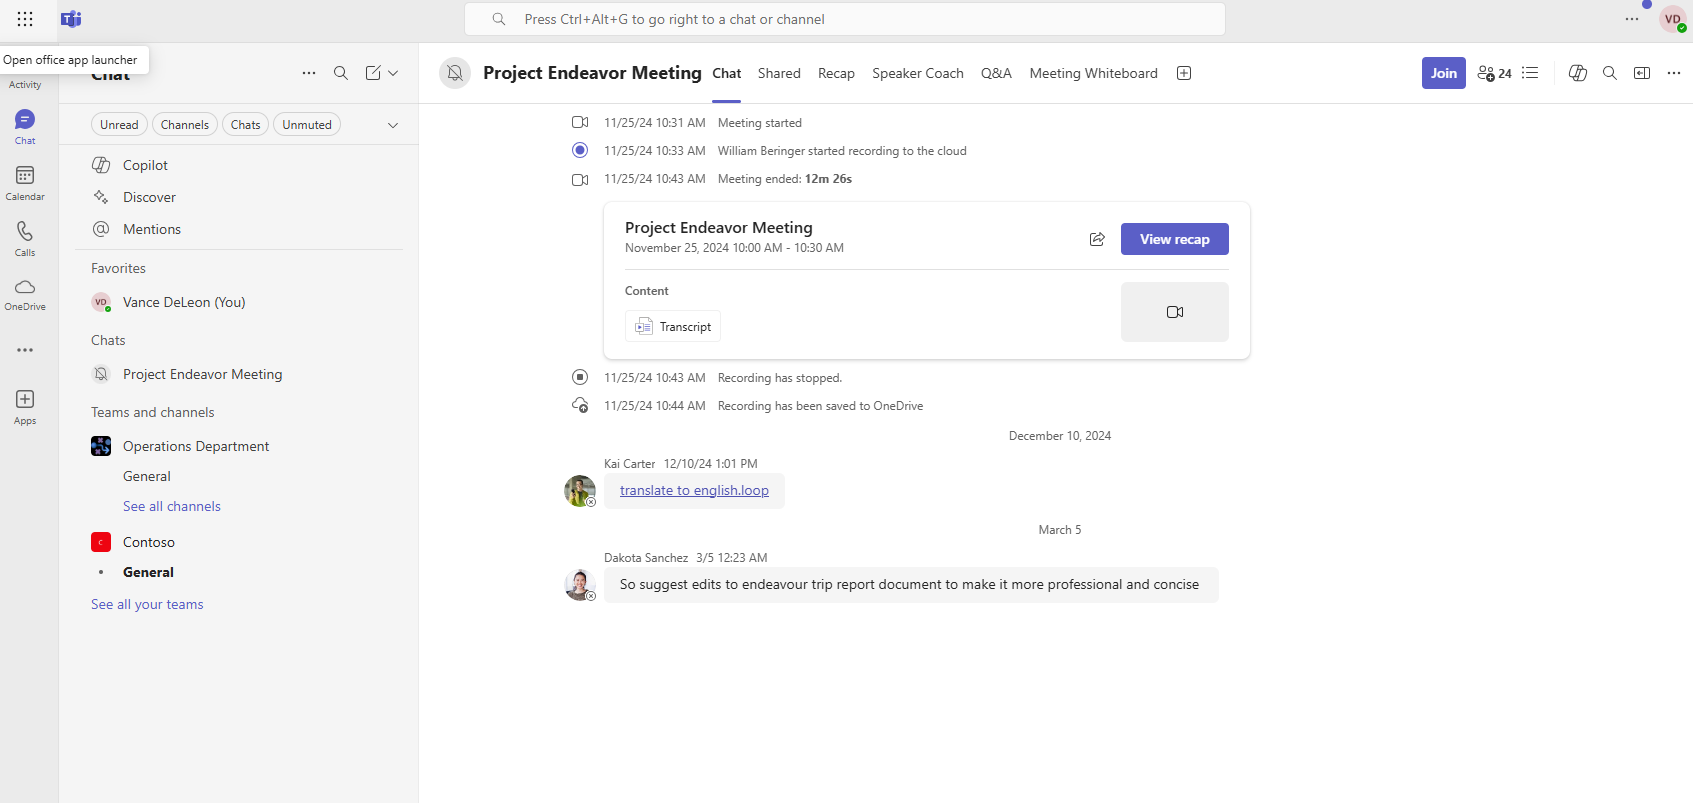 Press Ctrl+Alt+G to go right to a chat or channel
VD
Open office app launcher
Activity
Chat
Calendar
Calls
OneDrive
Apps
Chat
Unread
Channels
Chats
Unmuted
Copilot
Discover
Mentions
Favorites
VD Vance DeLeon (You)
Chats
Project Endeavor Meeting
Teams and channels
Operations Department
General
See all channels
C Contoso
General
See all your teams
Project Endeavor Meeting Chat Shared Recap Speaker Coach Q&A Meeting Whiteboard
Join 24
11/25/24 10:31 AM Meeting started
11/25/24 10:33 AM William Beringer started recording to the cloud
11/25/24 10:43 AM Meeting ended: 12m 26s
Project Endeavor Meeting
November 25, 2024 10:00 AM - 10:30 AM
View recap
Content
Transcript
11/25/24 10:43 AM Recording has stopped.
11/25/24 10:44 AM Recording has been saved to OneDrive
December 10, 2024
Kai Carter 12/10/24 1:01 PM
translate to english.loop
March 5
Dakota Sanchez 3/5 12:23 AM
So suggest edits to endeavour trip report document to make it more professional and concise